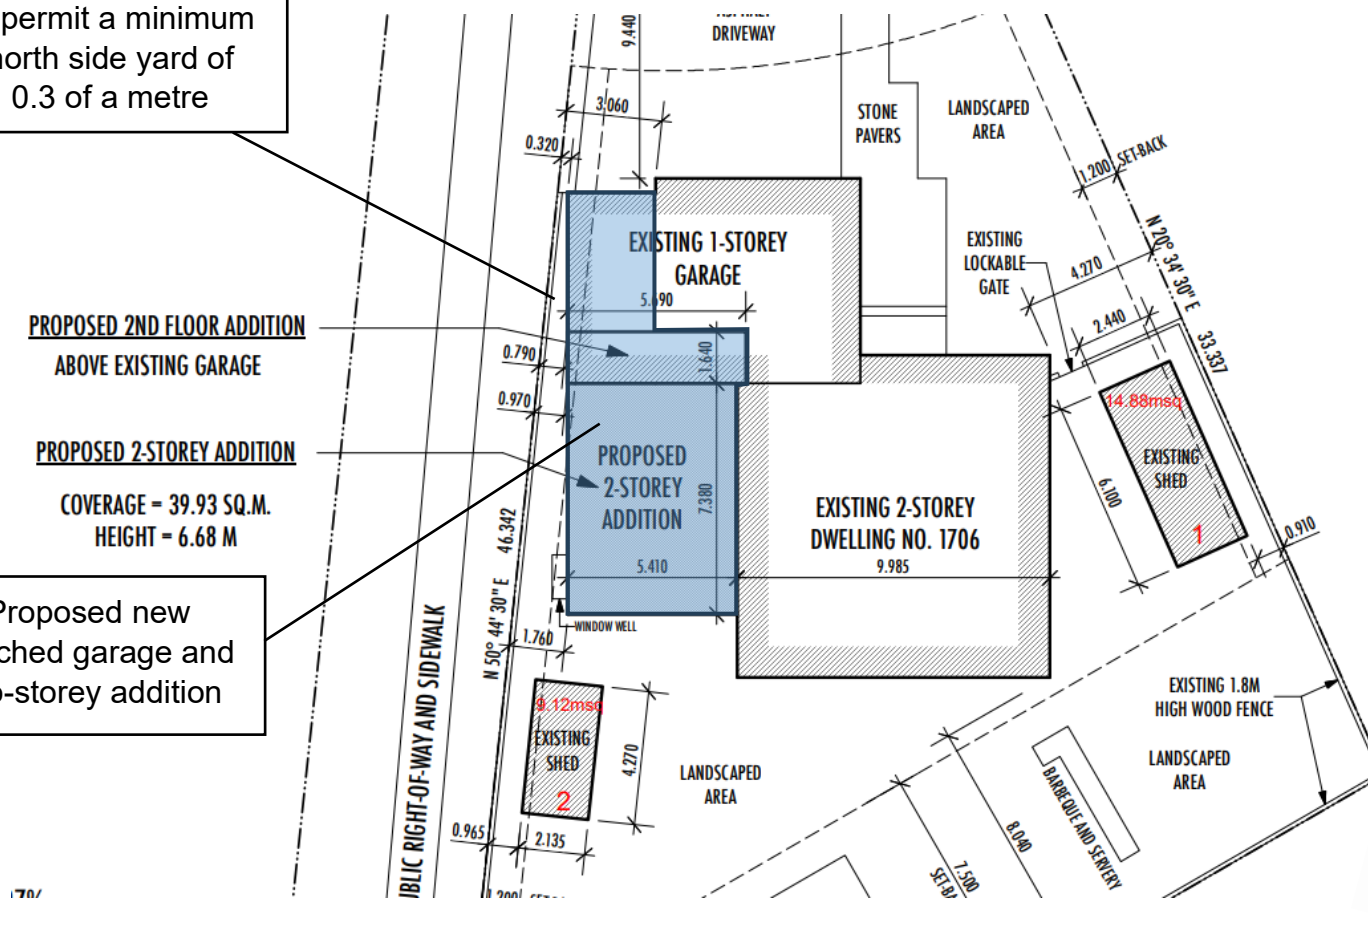 permit a minimum
north side yard of
0.3 of a metre
9.440
DRIVEWAY
3.060
0.320
STONE
PAVERS
LANDSCAPED
AREA
1.200 SET-BACK
N 20° 34' 30" E
33.337
EXISTING 1-STOREY
GARAGE
5.690
EXISTING
LOCKABLE
GATE
4.270
2.440
PROPOSED 2ND FLOOR ADDITION
ABOVE EXISTING GARAGE
0.790
1.640
0.970
14.88msq
EXISTING
SHED
1
6.100
0.910
PROPOSED 2-STOREY ADDITION
COVERAGE = 39.93 SQ.M.
HEIGHT = 6.68 M
PROPOSED
2-STOREY
ADDITION
7.380
5.410
EXISTING 2-STOREY
DWELLING NO. 1706
9.985
46.342
N 50° 44' 30" E
Proposed new
ched garage and
-storey addition
WINDOW WELL
1.760
UBLIC RIGHT-OF-WAY AND SIDEWALK
9.12msq
EXISTING
SHED
2
4.270
0.965
2.135
LANDSCAPED
AREA
EXISTING 1.8M
HIGH WOOD FENCE
LANDSCAPED
AREA
BARBEQUE AND SERVERY
8.040
7.500
SET-BA